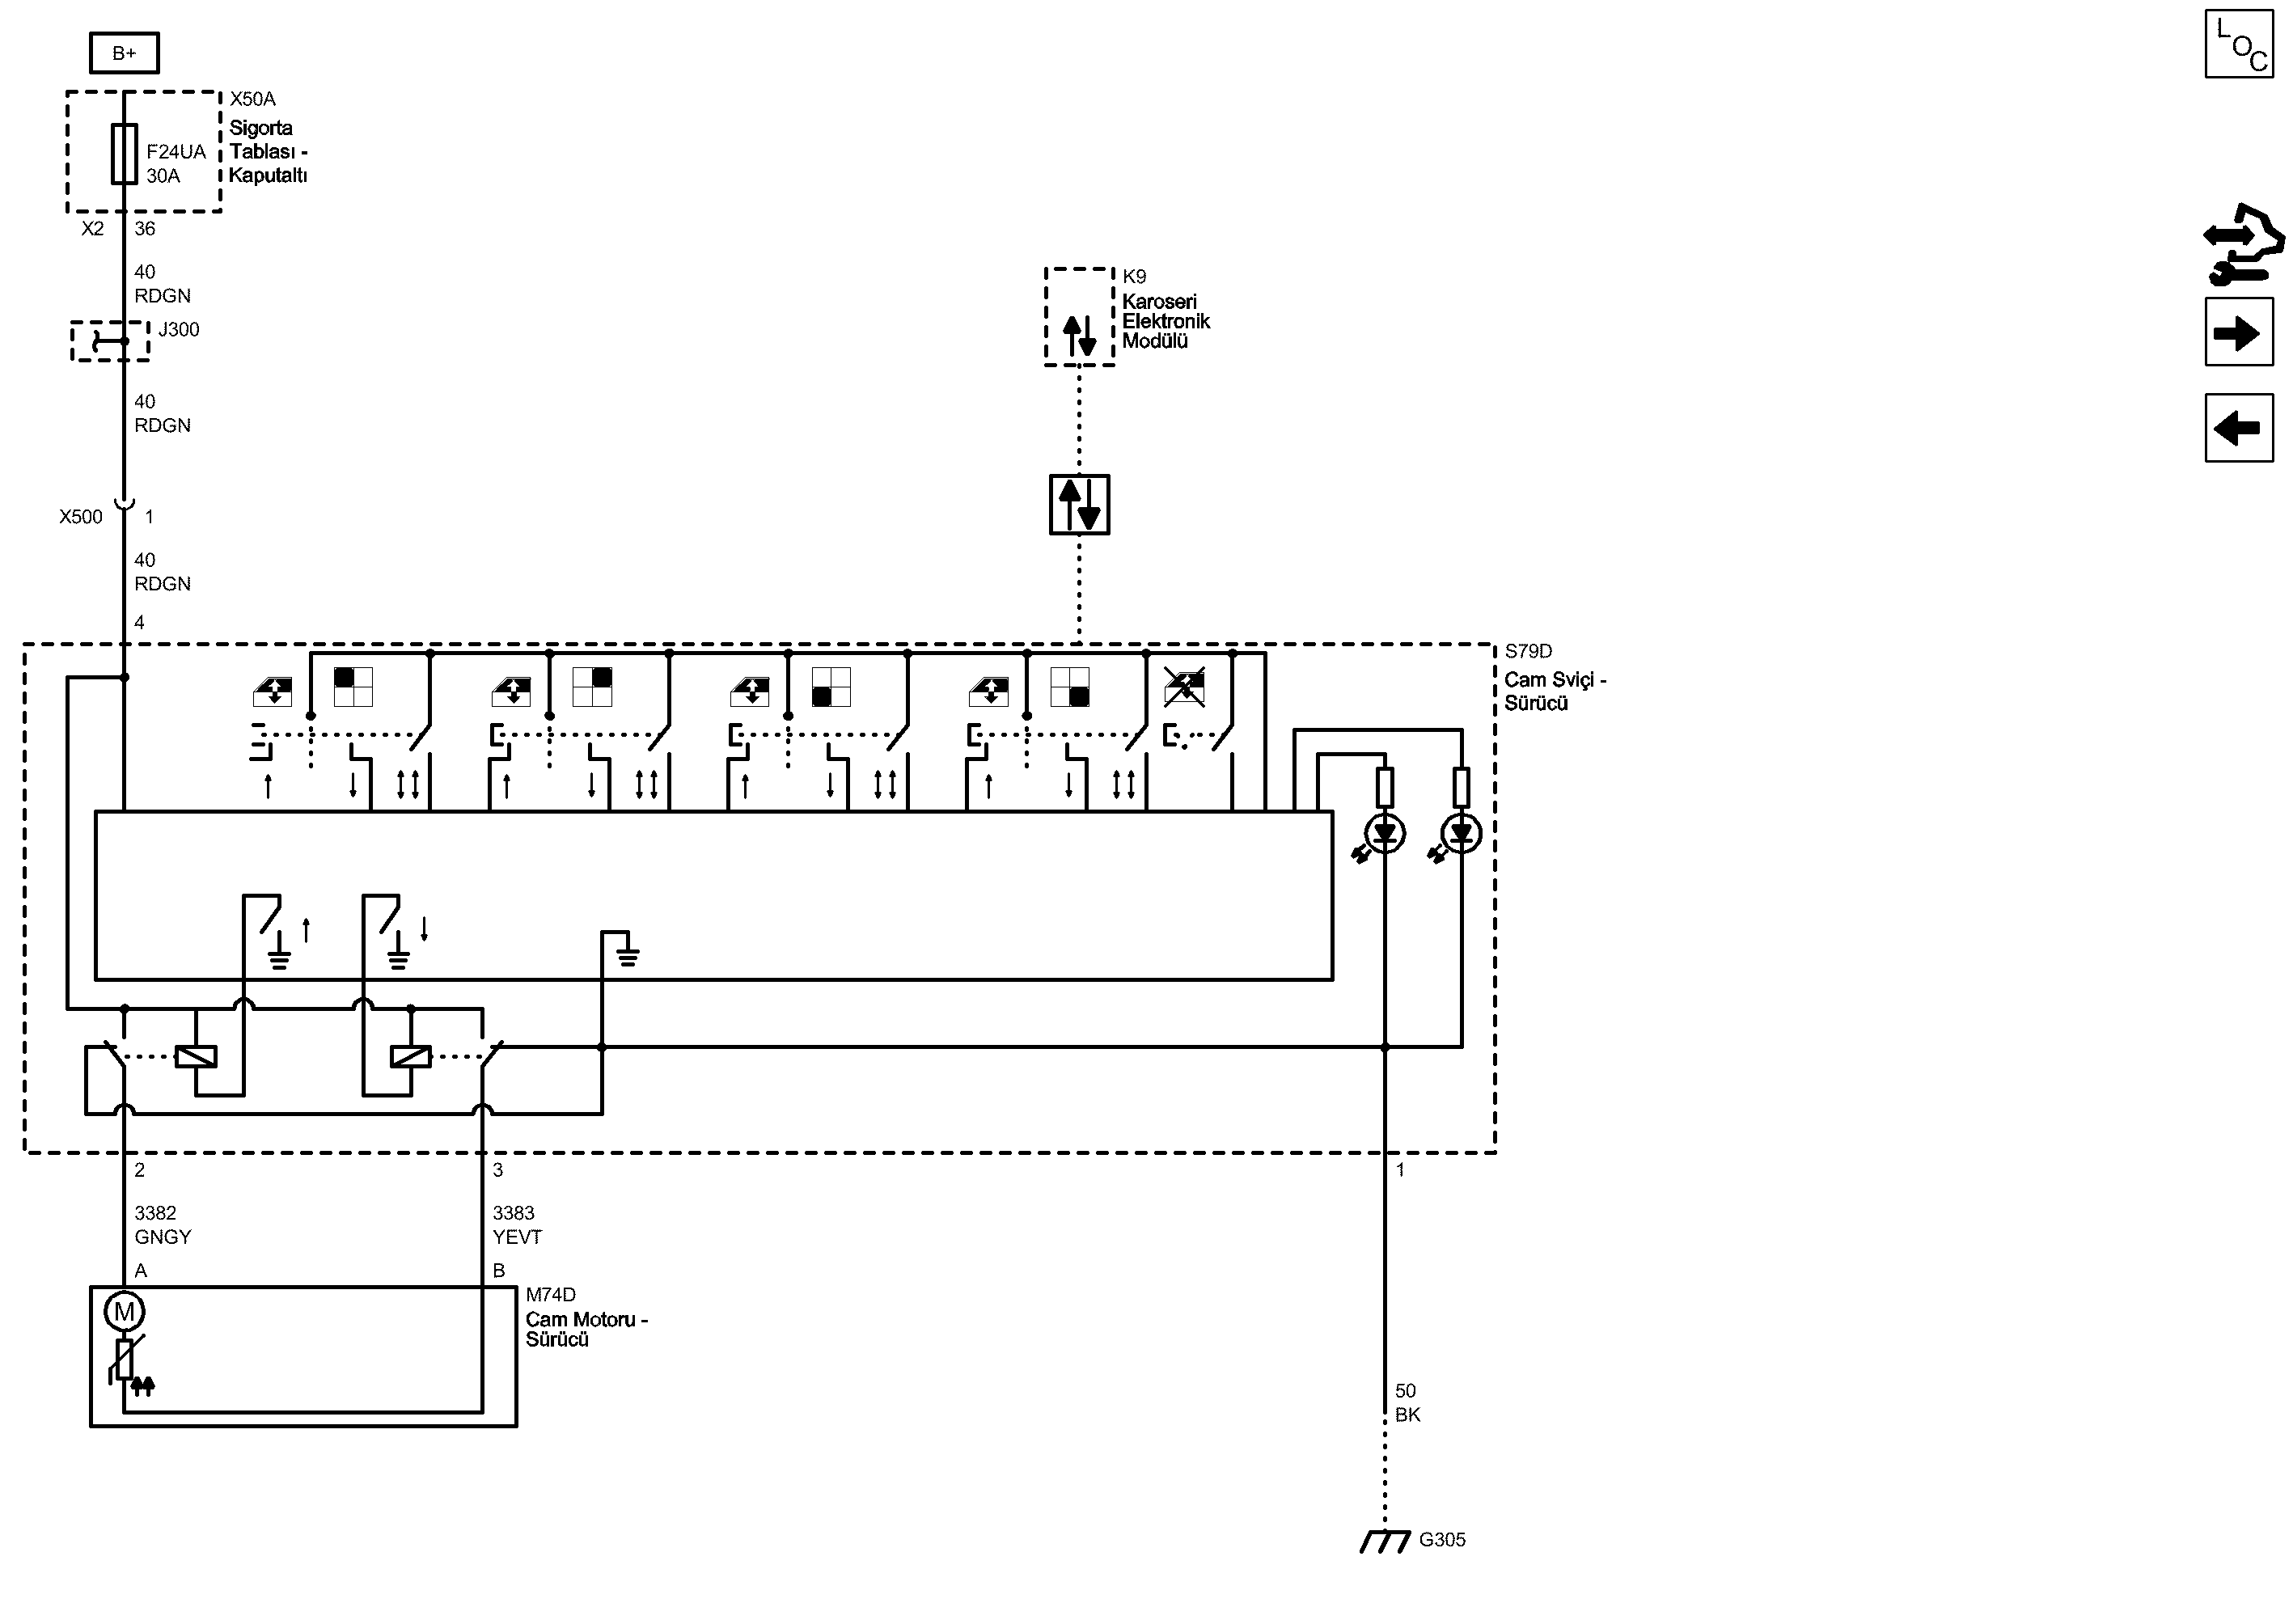 B+
X50A
Sigorta
Tablası -
Kaputaltı
F24UA
30A
X2 36
40
RDGN
J300
40
RDGN
X500 1
40
RDGN
4
K9
Karoseri
Elektronik
Modülü
L
O
C
S79D
Cam Sviçi -
Sürücü
2
3
1
3382
GNGY
3383
YEVT
A
B
M74D
Cam Motoru -
Sürücü
M
50
BK
G305